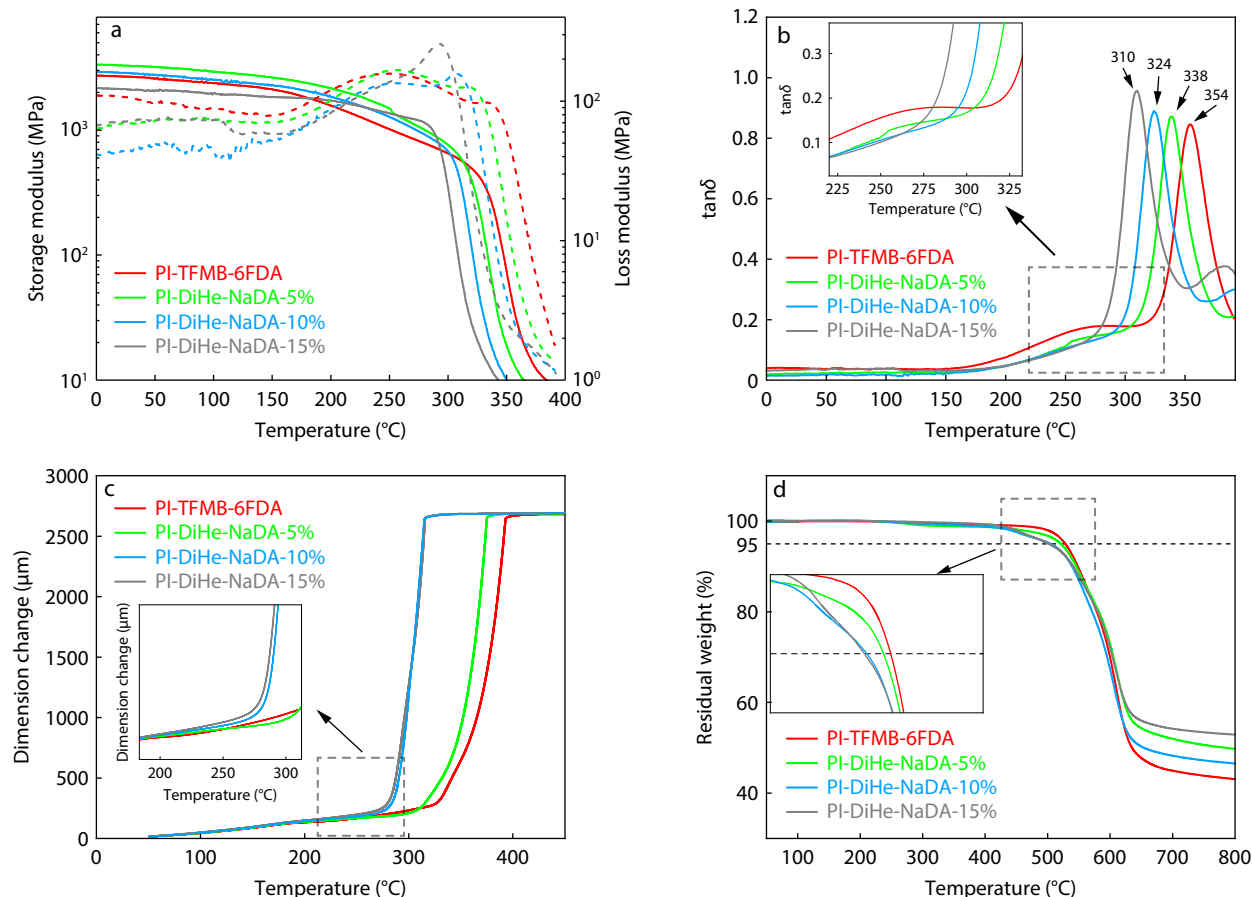 a
Storage modulus (MPa)
10³
10²
10¹
Loss modulus (MPa)
10²
10¹
10⁰
PI-TFMB-6FDA
PI-DiHe-NaDA-5%
PI-DiHe-NaDA-10%
PI-DiHe-NaDA-15%
0 50 100 150 200 250 300 350 400
Temperature (°C)
b
tanδ
1.2
1.0
0.8
0.6
0.4
0.2
0
310 324 338 354
tanδ
0.3
0.2
0.1
225 250 275 300 325
Temperature (°C)
PI-TFMB-6FDA
PI-DiHe-NaDA-5%
PI-DiHe-NaDA-10%
PI-DiHe-NaDA-15%
0 50 100 150 200 250 300 350
Temperature (°C)
c
Dimension change (μm)
3000
2500
2000
1500
1000
500
0
PI-TFMB-6FDA
PI-DiHe-NaDA-5%
PI-DiHe-NaDA-10%
PI-DiHe-NaDA-15%
Dimension change (μm)
200 250 300
Temperature (°C)
0 100 200 300 400
Temperature (°C)
d
Residual weight (%)
100
95
80
60
40
PI-TFMB-6FDA
PI-DiHe-NaDA-5%
PI-DiHe-NaDA-10%
PI-DiHe-NaDA-15%
100 200 300 400 500 600 700 800
Temperature (°C)